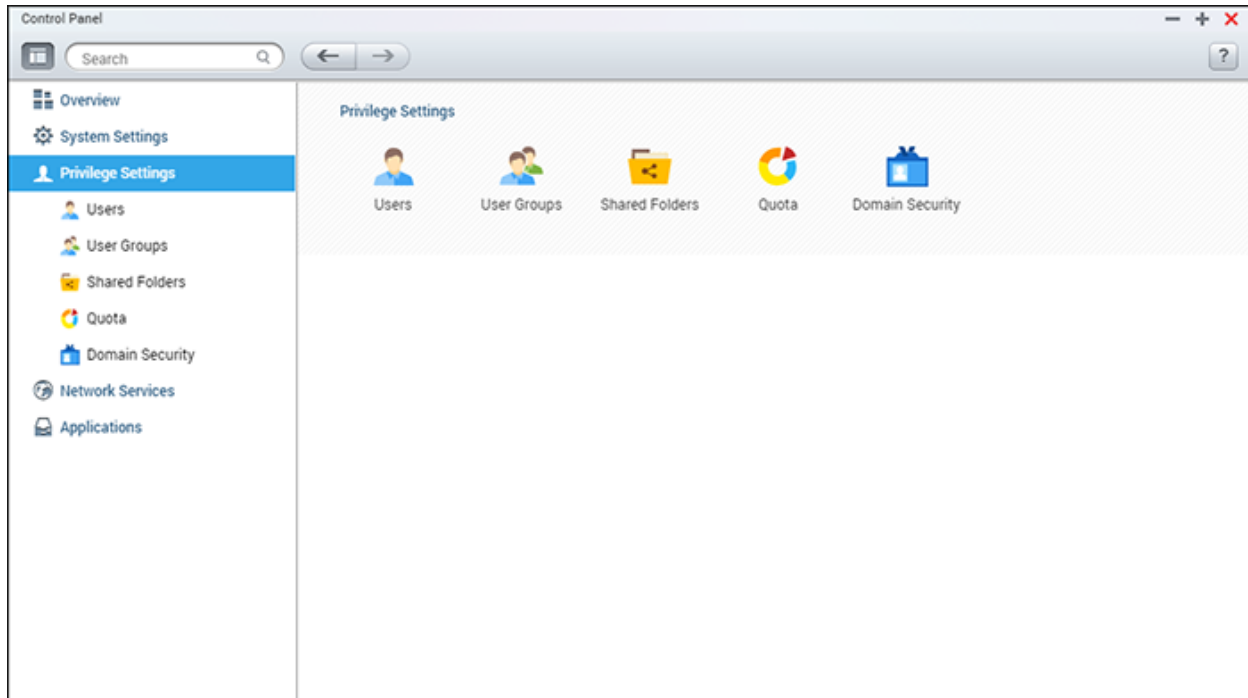 Control Panel
Search
?
Overview
System Settings
Privilege Settings
Users
User Groups
Shared Folders
Quota
Domain Security
Network Services
Applications
Privilege Settings
Users
User Groups
Shared Folders
Quota
Domain Security